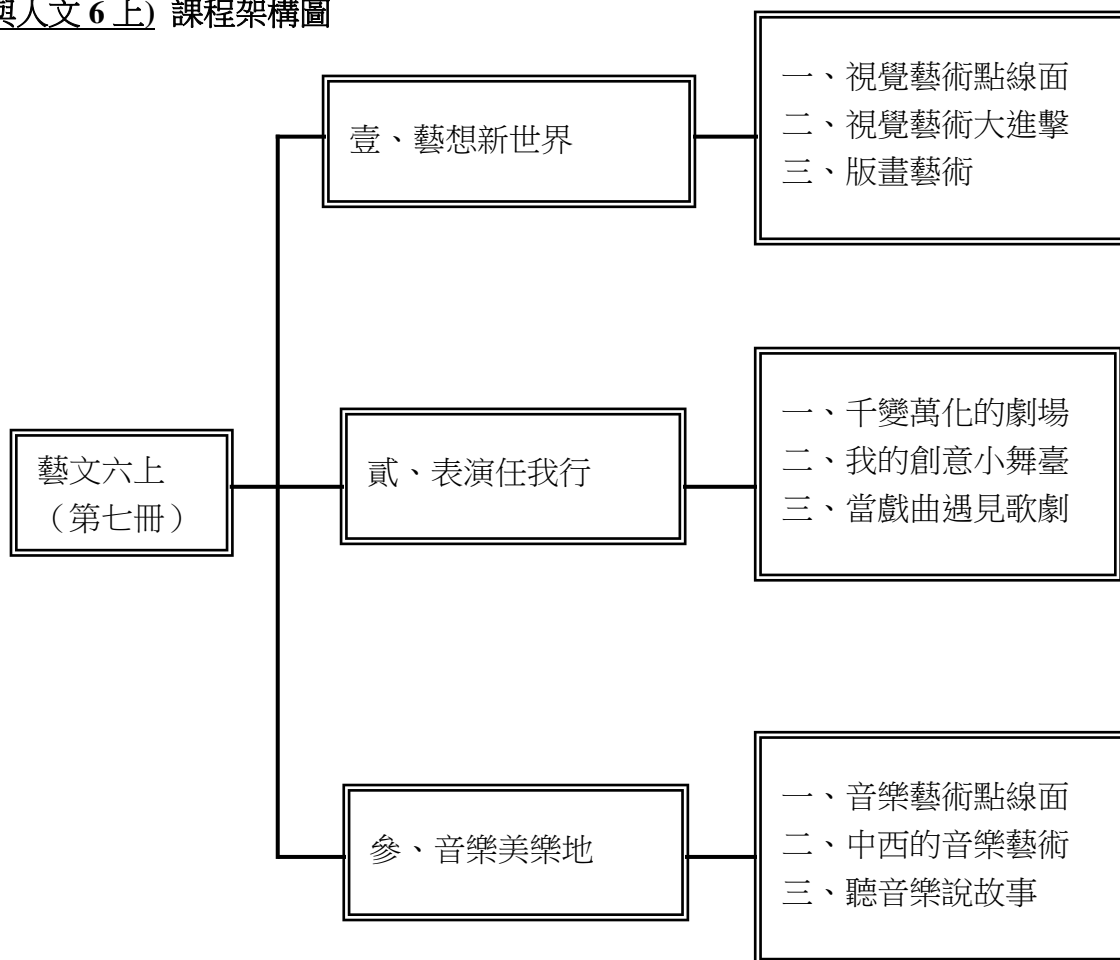 與人文 6 上) 課程架構圖
藝文六上
（第七冊）
壹、藝想新世界
一、視覺藝術點線面
二、視覺藝術大進擊
三、版畫藝術
貳、表演任我行
一、千變萬化的劇場
二、我的創意小舞臺
三、當戲曲遇見歌劇
參、音樂美樂地
一、音樂藝術點線面
二、中西的音樂藝術
三、聽音樂說故事